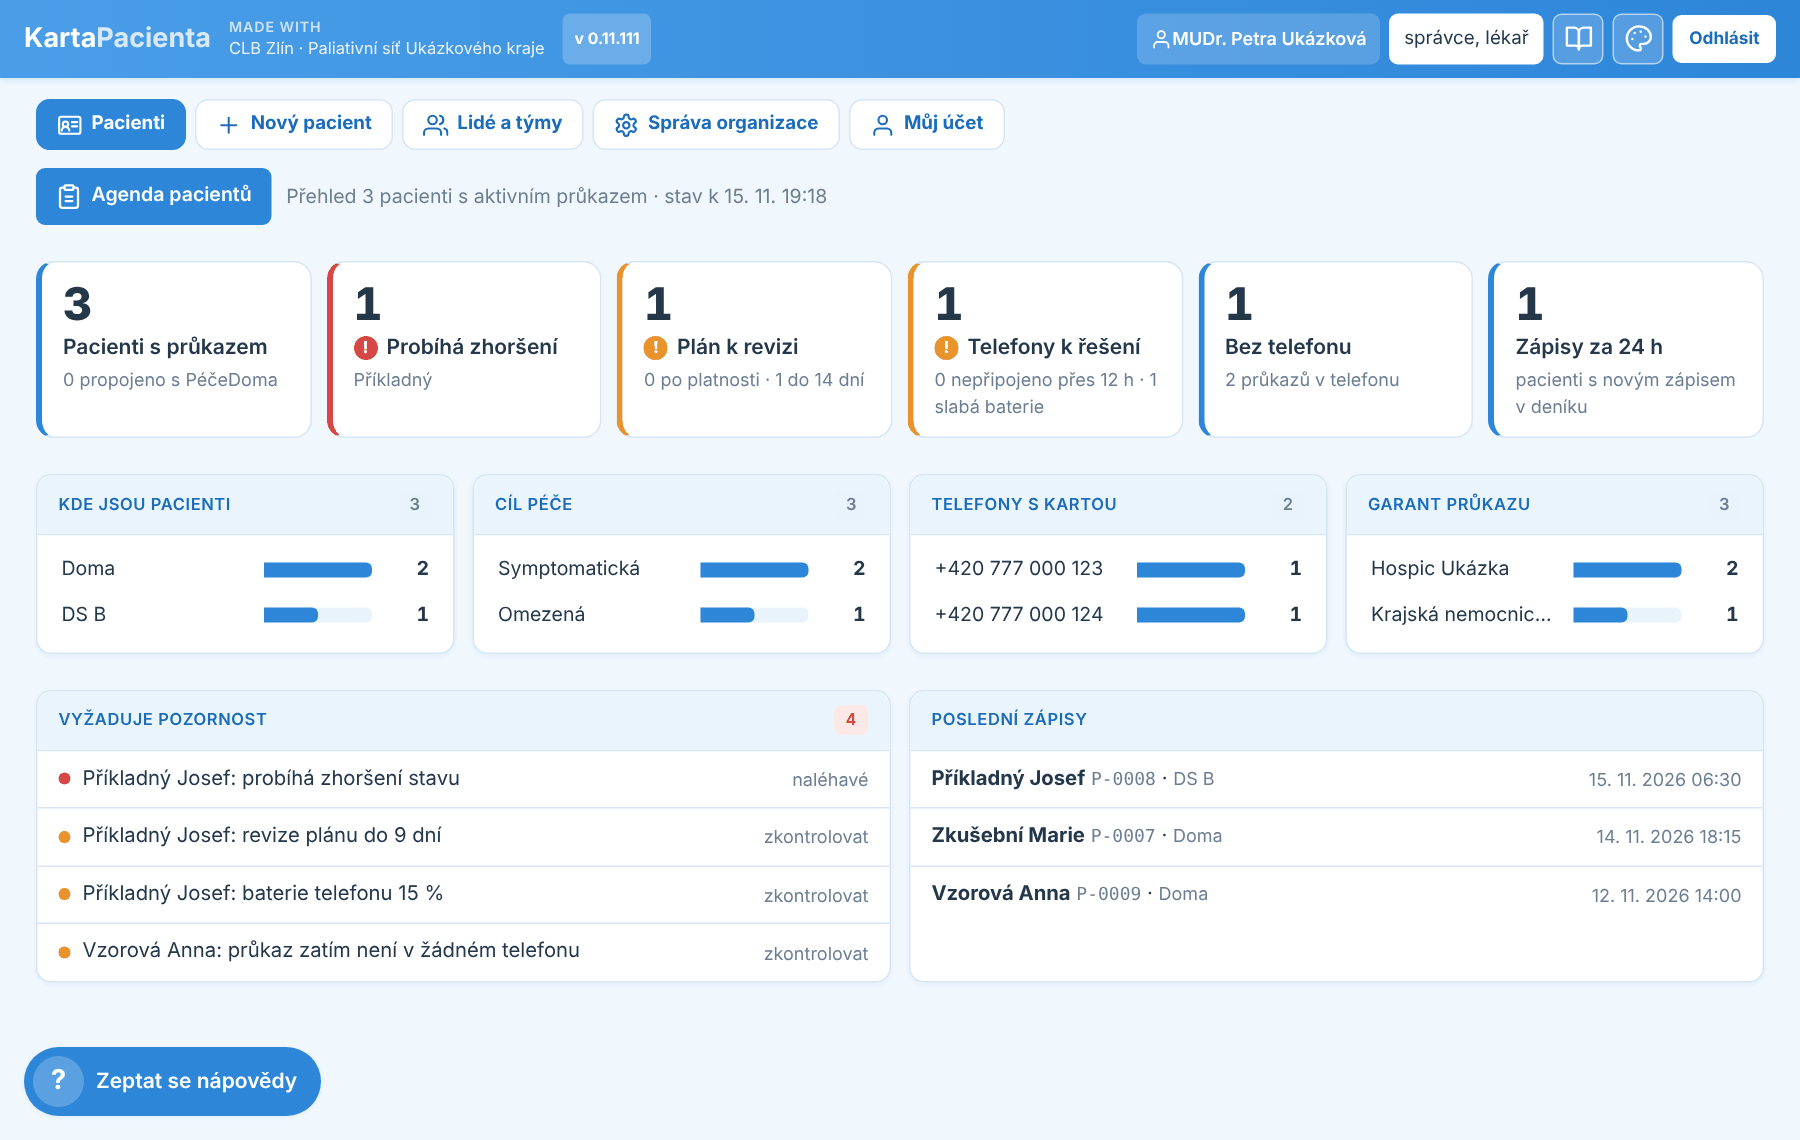 KartaPacienta
MADE WITH
CLB Zlín · Paliativní síť Ukázkového kraje
v 0.11.111
MUDr. Petra Ukázková
správce, lékař
Odhlásit
Pacienti
Nový pacient
Lidé a týmy
Správa organizace
Můj účet
Agenda pacientů
Přehled 3 pacienti s aktivním průkazem · stav k 15. 11. 19:18
3
Pacienti s průkazem
0 propojeno s PéčeDoma
1
! Probíhá zhoršení
Příkladný
1
! Plán k revizi
0 po platnosti · 1 do 14 dní
1
! Telefony k řešení
0 nepřipojeno přes 12 h · 1
slabá baterie
1
Bez telefonu
2 průkazů v telefonu
1
Zápisy za 24 h
pacienti s novým zápisem
v deníku
KDE JSOU PACIENTI 3
Doma 2
DS B 1
CÍL PÉČE 3
Symptomatická 2
Omezená 1
TELEFONY S KARTOU 2
+420 777 000 123 1
+420 777 000 124 1
GARANT PRŮKAZU 3
Hospic Ukázka 2
Krajská nemocnic... 1
VYŽADUJE POZORNOST 4
Příkladný Josef: probíhá zhoršení stavu naléhavé
Příkladný Josef: revize plánu do 9 dní zkontrolovat
Příkladný Josef: baterie telefonu 15 % zkontrolovat
Vzorová Anna: průkaz zatím není v žádném telefonu zkontrolovat
POSLEDNÍ ZÁPISY
Příkladný Josef P-0008 · DS B 15. 11. 2026 06:30
Zkušební Marie P-0007 · Doma 14. 11. 2026 18:15
Vzorová Anna P-0009 · Doma 12. 11. 2026 14:00
? Zeptat se nápovědy